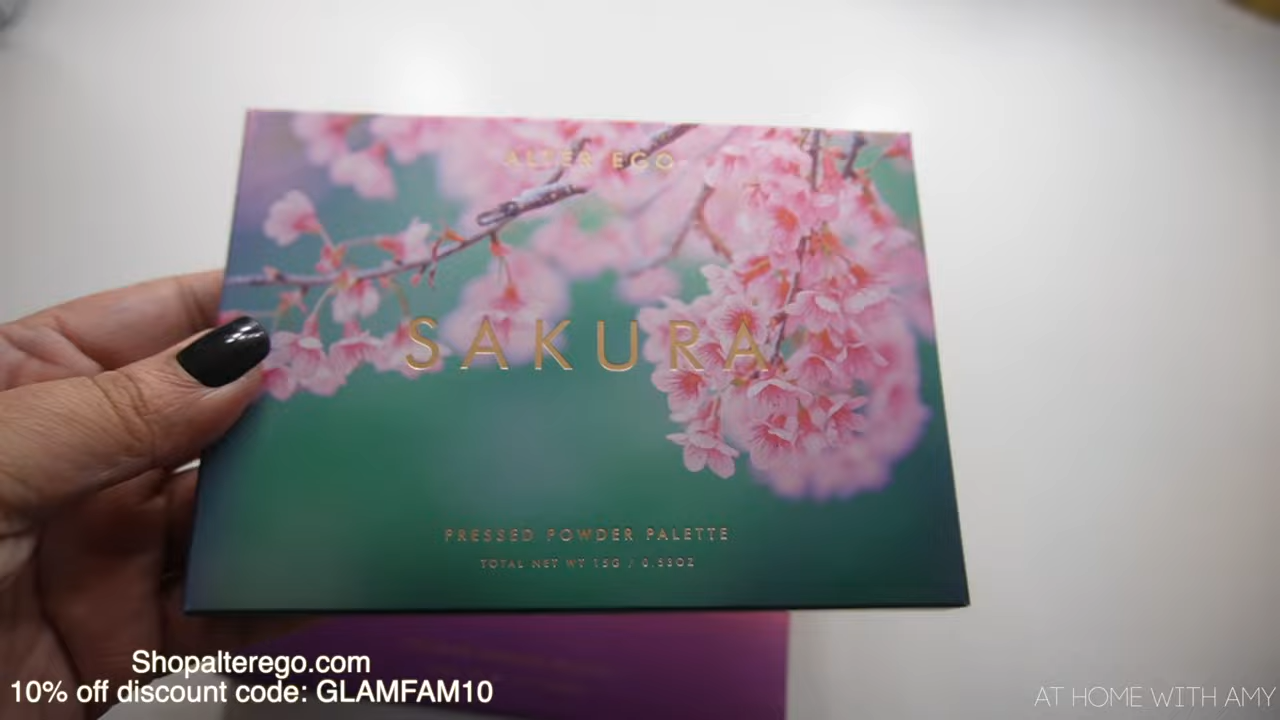 ALTER EGO
SAKURA
PRESSED POWDER PALETTE
TOTAL NET WT 15G / 0.53OZ
Shopalterego.com
10% off discount code: GLAMFAM10
AT HOME WITH AMY